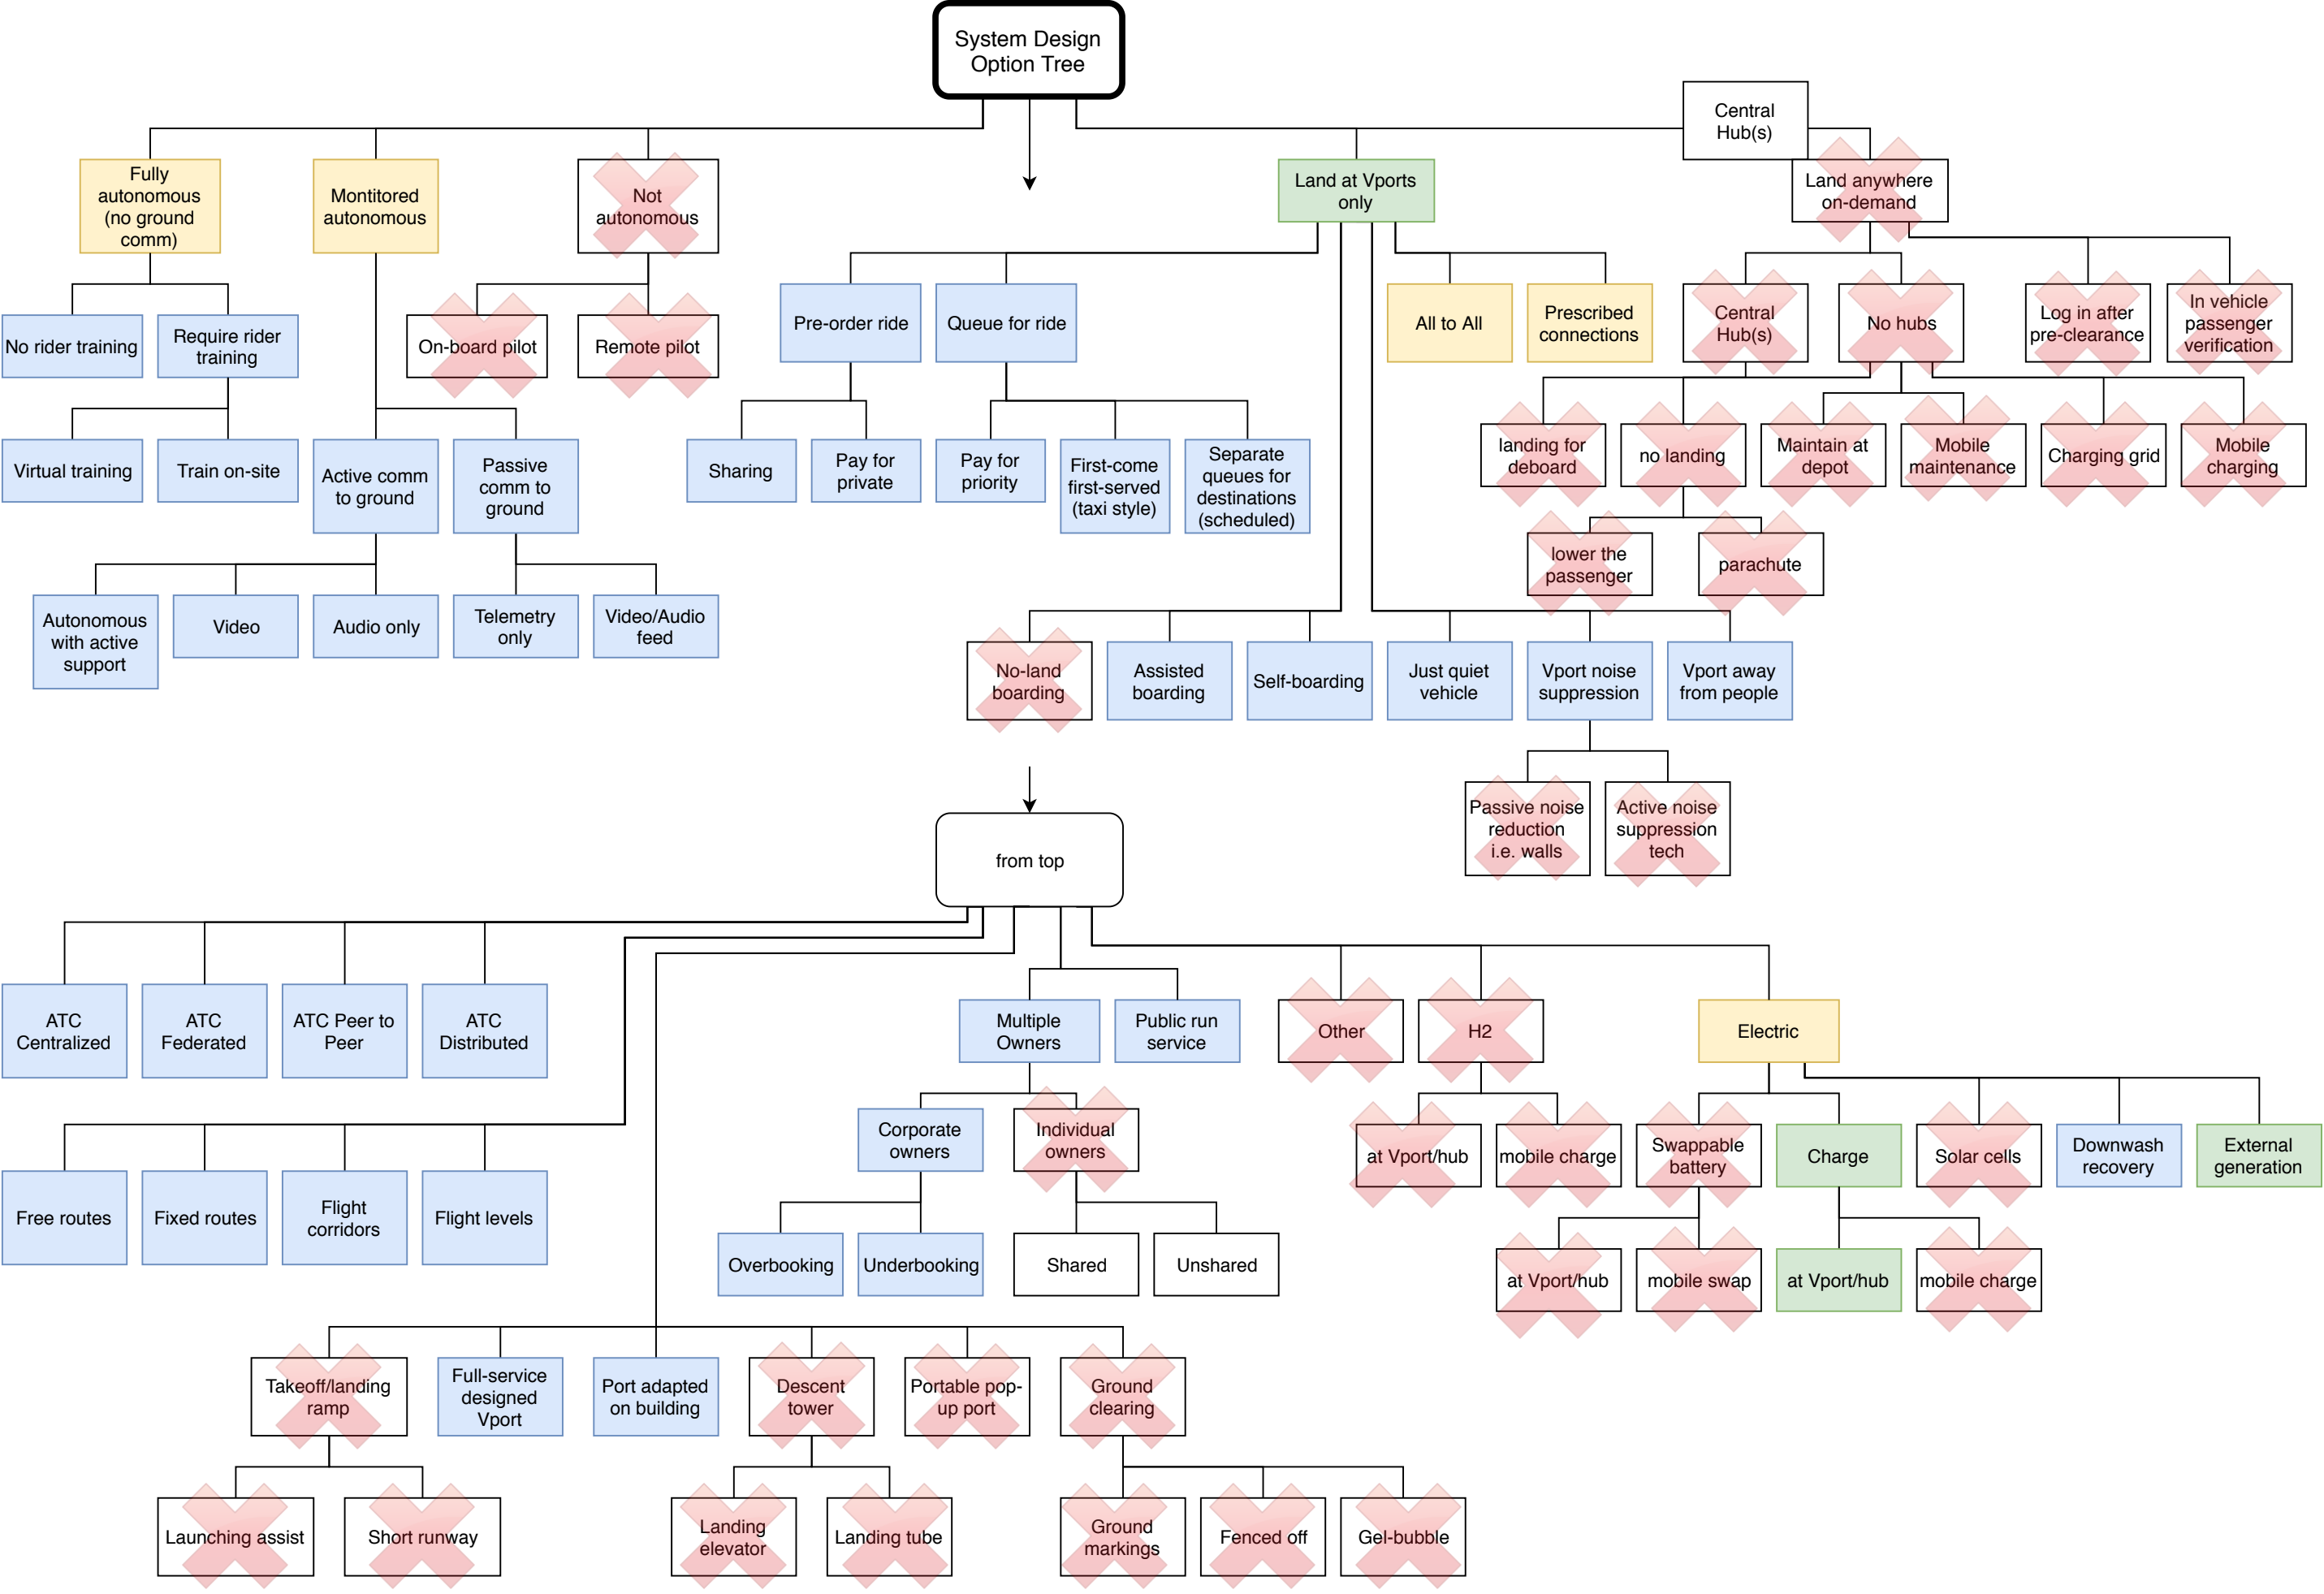 System Design
Option Tree
Central
Hub(s)
Fully
autonomous
(no ground
comm)
Montitored
autonomous
Not
autonomous
Land at Vports
only
Land anywhere
on-demand
No rider training
Require rider
training
On-board pilot
Remote pilot
Pre-order ride
Queue for ride
All to All
Prescribed
connections
Central
Hub(s)
No hubs
Log in after
pre-clearance
In vehicle
passenger
verification
Virtual training
Train on-site
Active comm
to ground
Passive
comm to
ground
Sharing
Pay for
private
Pay for
priority
First-come
first-served
(taxi style)
Separate
queues for
destinations
(scheduled)
landing for
deboard
no landing
Maintain at
depot
Mobile
maintenance
Charging grid
Mobile
charging
lower the
passenger
parachute
Autonomous
with active
support
Video
Audio only
Telemetry
only
Video/Audio
feed
No-land
boarding
Assisted
boarding
Self-boarding
Just quiet
vehicle
Vport noise
suppression
Vport away
from people
Passive noise
reduction
i.e. walls
Active noise
suppression
tech
from top
ATC
Centralized
ATC
Federated
ATC Peer to
Peer
ATC
Distributed
Multiple
Owners
Public run
service
Other
H2
Electric
Corporate
owners
Individual
owners
at Vport/hub
mobile charge
Swappable
battery
Charge
Solar cells
Downwash
recovery
External
generation
Free routes
Fixed routes
Flight
corridors
Flight levels
Overbooking
Underbooking
Shared
Unshared
at Vport/hub
mobile swap
at Vport/hub
mobile charge
Takeoff/landing
ramp
Full-service
designed
Vport
Port adapted
on building
Descent
tower
Portable pop-
up port
Ground
clearing
Launching assist
Short runway
Landing
elevator
Landing tube
Ground
markings
Fenced off
Gel-bubble